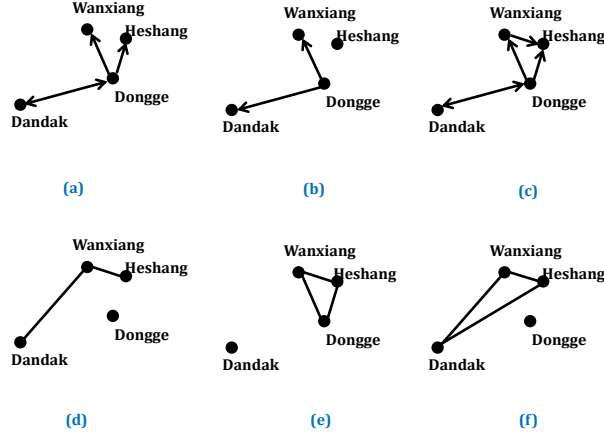 Wanxiang
Heshang
Dongge
Dandak
(a)
Wanxiang
Heshang
Dongge
Dandak
(b)
Wanxiang
Heshang
Dongge
Dandak
(c)
Wanxiang
Heshang
Dongge
Dandak
(d)
Wanxiang
Heshang
Dongge
Dandak
(e)
Wanxiang
Heshang
Dongge
Dandak
(f)